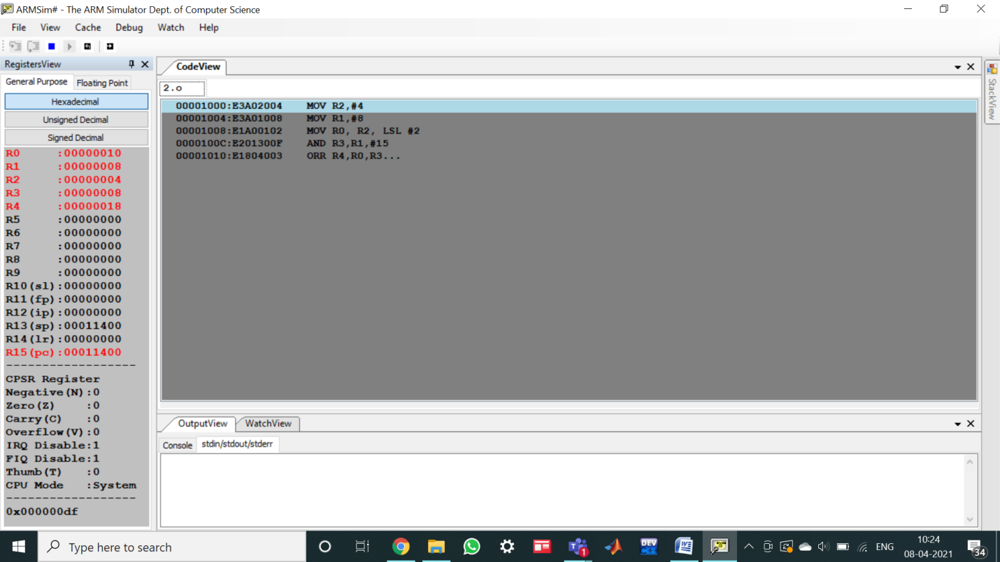 ARMSim# - The ARM Simulator Dept. of Computer Science
File View Cache Debug Watch Help
RegistersView
General Purpose Floating Point
Hexadecimal
Unsigned Decimal
Signed Decimal
R0 :00000010
R1 :00000008
R2 :00000004
R3 :00000008
R4 :00000018
R5 :00000000
R6 :00000000
R7 :00000000
R8 :00000000
R9 :00000000
R10(sl):00000000
R11(fp):00000000
R12(ip):00000000
R13(sp):00011400
R14(lr):00000000
R15(pc):00011400
-------------------
CPSR Register
Negative(N):0
Zero(Z) :0
Carry(C) :0
Overflow(V):0
IRQ Disable:1
FIQ Disable:1
Thumb(T) :0
CPU Mode :System
-------------------
0x000000df
CodeView
2.o
00001000:E3A02004 MOV R2,#4
00001004:E3A01008 MOV R1,#8
00001008:E1A00102 MOV R0, R2, LSL #2
0000100C:E201300F AND R3,R1,#15
00001010:E1804003 ORR R4,R0,R3...
StackView
OutputView WatchView
Console stdin/stdout/stderr
Type here to search
T 1
DEV
W
ENG
10:24
08-04-2021
34